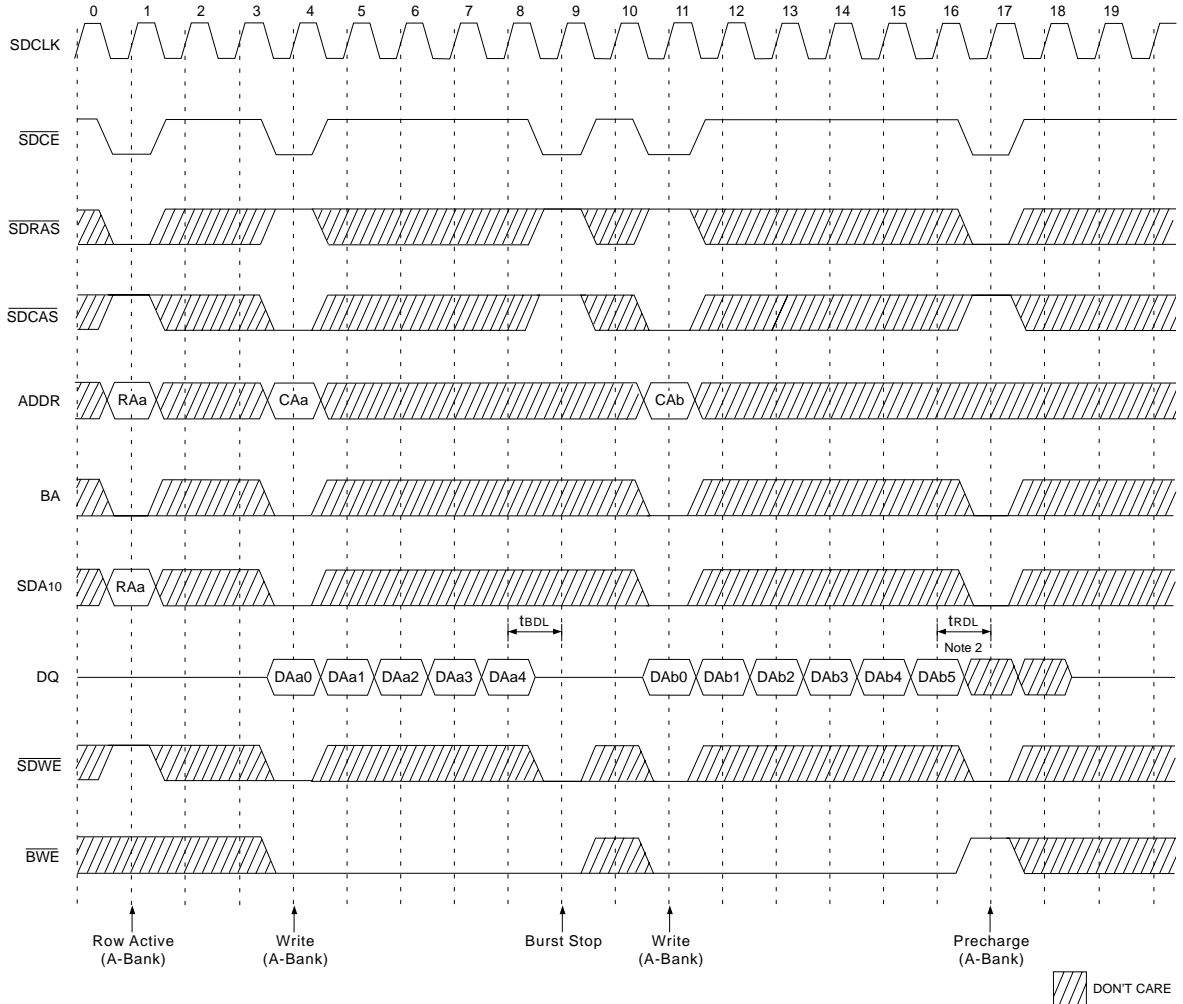 0 1 2 3 4 5 6 7 8 9 10 11 12 13 14 15 16 17 18 19
SDCLK
SDCE
SDRAS
SDCAS
ADDR RAa CAa CAb
BA
SDA10 RAa
tBDL tRDL
Note 2
DQ DAa0 DAa1 DAa2 DAa3 DAa4 DAb0 DAb1 DAb2 DAb3 DAb4 DAb5
SDWE
BWE
Row Active Write Burst Stop Write Precharge
(A-Bank) (A-Bank) (A-Bank) (A-Bank)
DON'T CARE